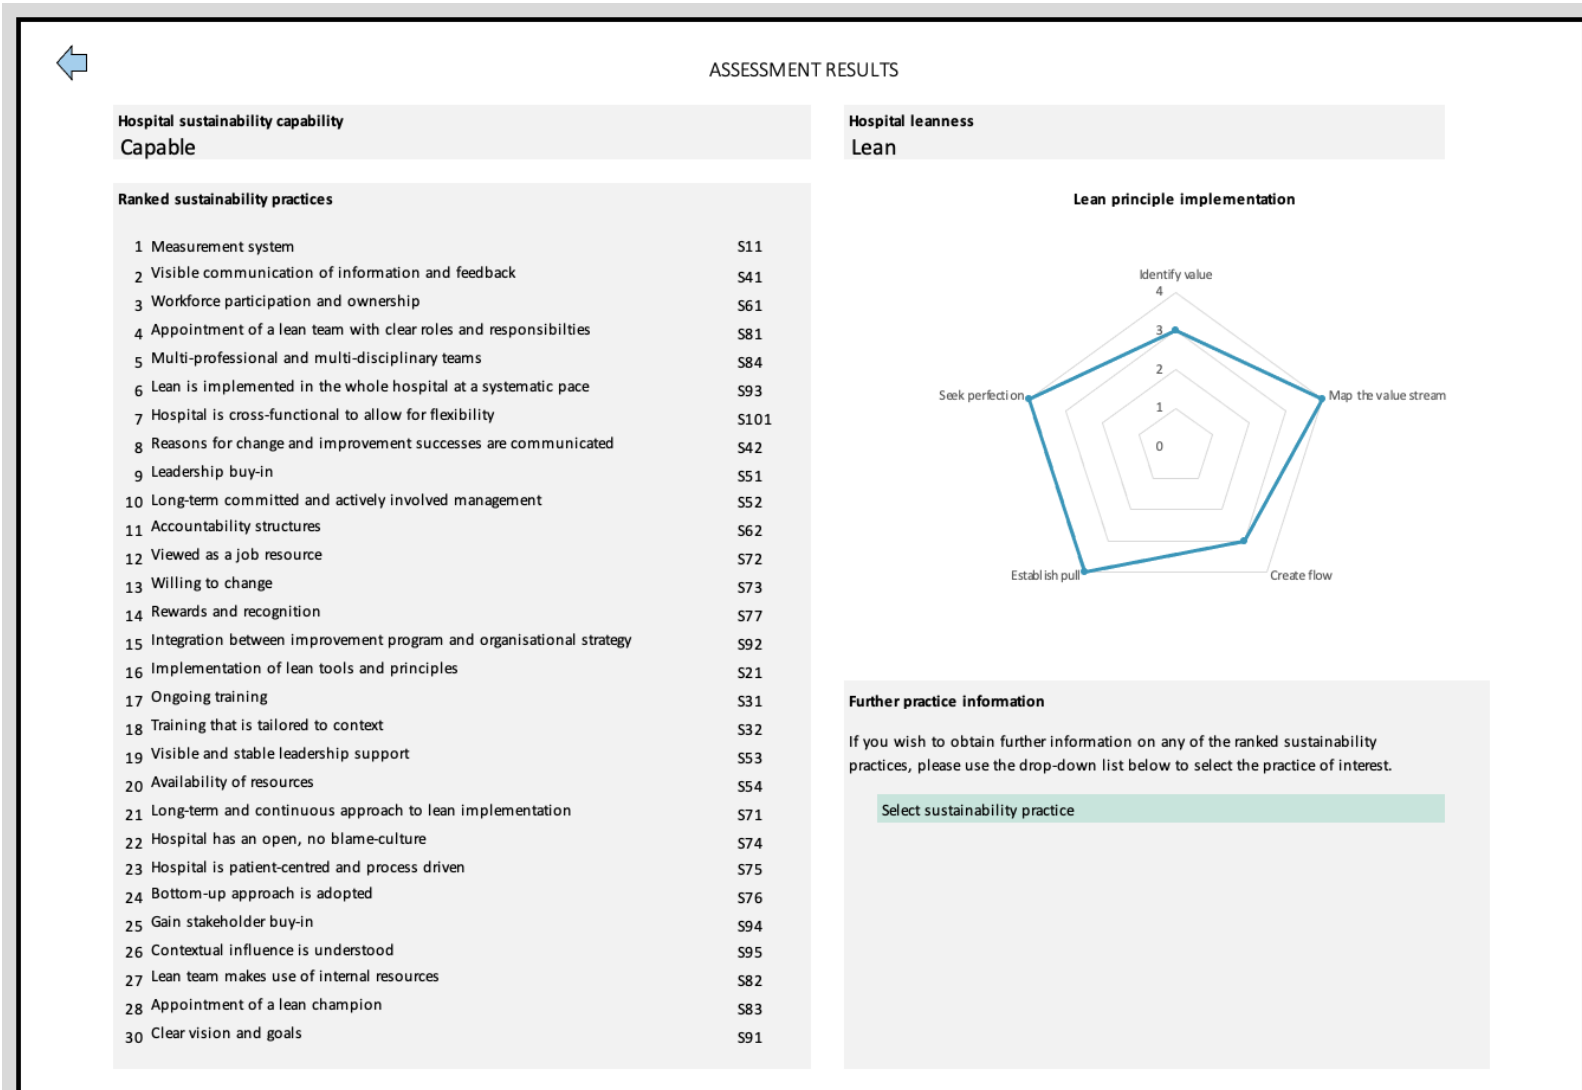 ASSESSMENT RESULTS
Hospital sustainability capability
Capable
Hospital leanness
Lean
Ranked sustainability practices
1 Measurement system S11
2 Visible communication of information and feedback S41
3 Workforce participation and ownership S61
4 Appointment of a lean team with clear roles and responsibilties S81
5 Multi-professional and multi-disciplinary teams S84
6 Lean is implemented in the whole hospital at a systematic pace S93
7 Hospital is cross-functional to allow for flexibility S101
8 Reasons for change and improvement successes are communicated S42
9 Leadership buy-in S51
10 Long-term committed and actively involved management S52
11 Accountability structures S62
12 Viewed as a job resource S72
13 Willing to change S73
14 Rewards and recognition S77
15 Integration between improvement program and organisational strategy S92
16 Implementation of lean tools and principles S21
17 Ongoing training S31
18 Training that is tailored to context S32
19 Visible and stable leadership support S53
20 Availability of resources S54
21 Long-term and continuous approach to lean implementation S71
22 Hospital has an open, no blame-culture S74
23 Hospital is patient-centred and process driven S75
24 Bottom-up approach is adopted S76
25 Gain stakeholder buy-in S94
26 Contextual influence is understood S95
27 Lean team makes use of internal resources S82
28 Appointment of a lean champion S83
30 Clear vision and goals S91
Lean principle implementation
Identify value
4
3
2
1
0
Seek perfection
Map the value stream
Establish pull
Create flow
Further practice information
If you wish to obtain further information on any of the ranked sustainability
practices, please use the drop-down list below to select the practice of interest.
Select sustainability practice